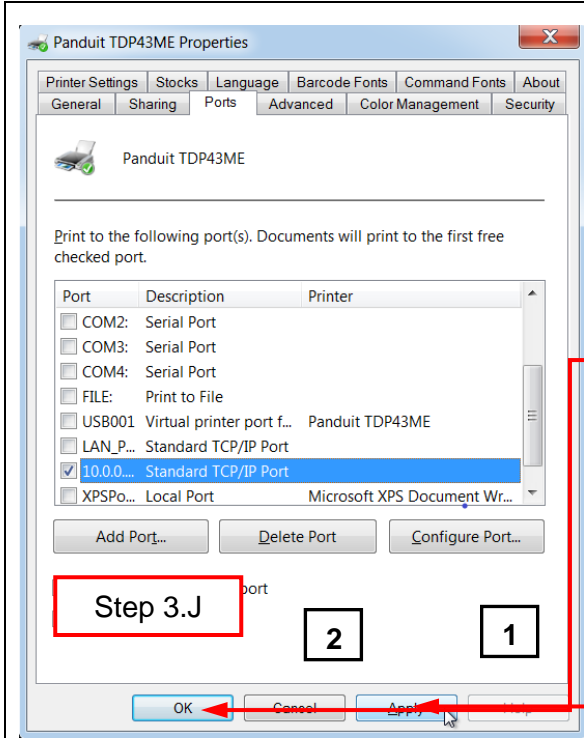 Panduit TDP43ME Properties
X
Printer Settings Stocks Language Barcode Fonts Command Fonts About
General Sharing Ports Advanced Color Management Security
Panduit TDP43ME
Print to the following port(s). Documents will print to the first free
checked port.
Port Description Printer
COM2: Serial Port
COM3: Serial Port
COM4: Serial Port
FILE: Print to File
USB001 Virtual printer port f... Panduit TDP43ME
LAN_P... Standard TCP/IP Port
10.0.0.... Standard TCP/IP Port
XPSPo... Local Port Microsoft XPS Document Wr...
Add Port... Delete Port Configure Port...
port
Step 3.J
2 1
OK Cancel Apply Help